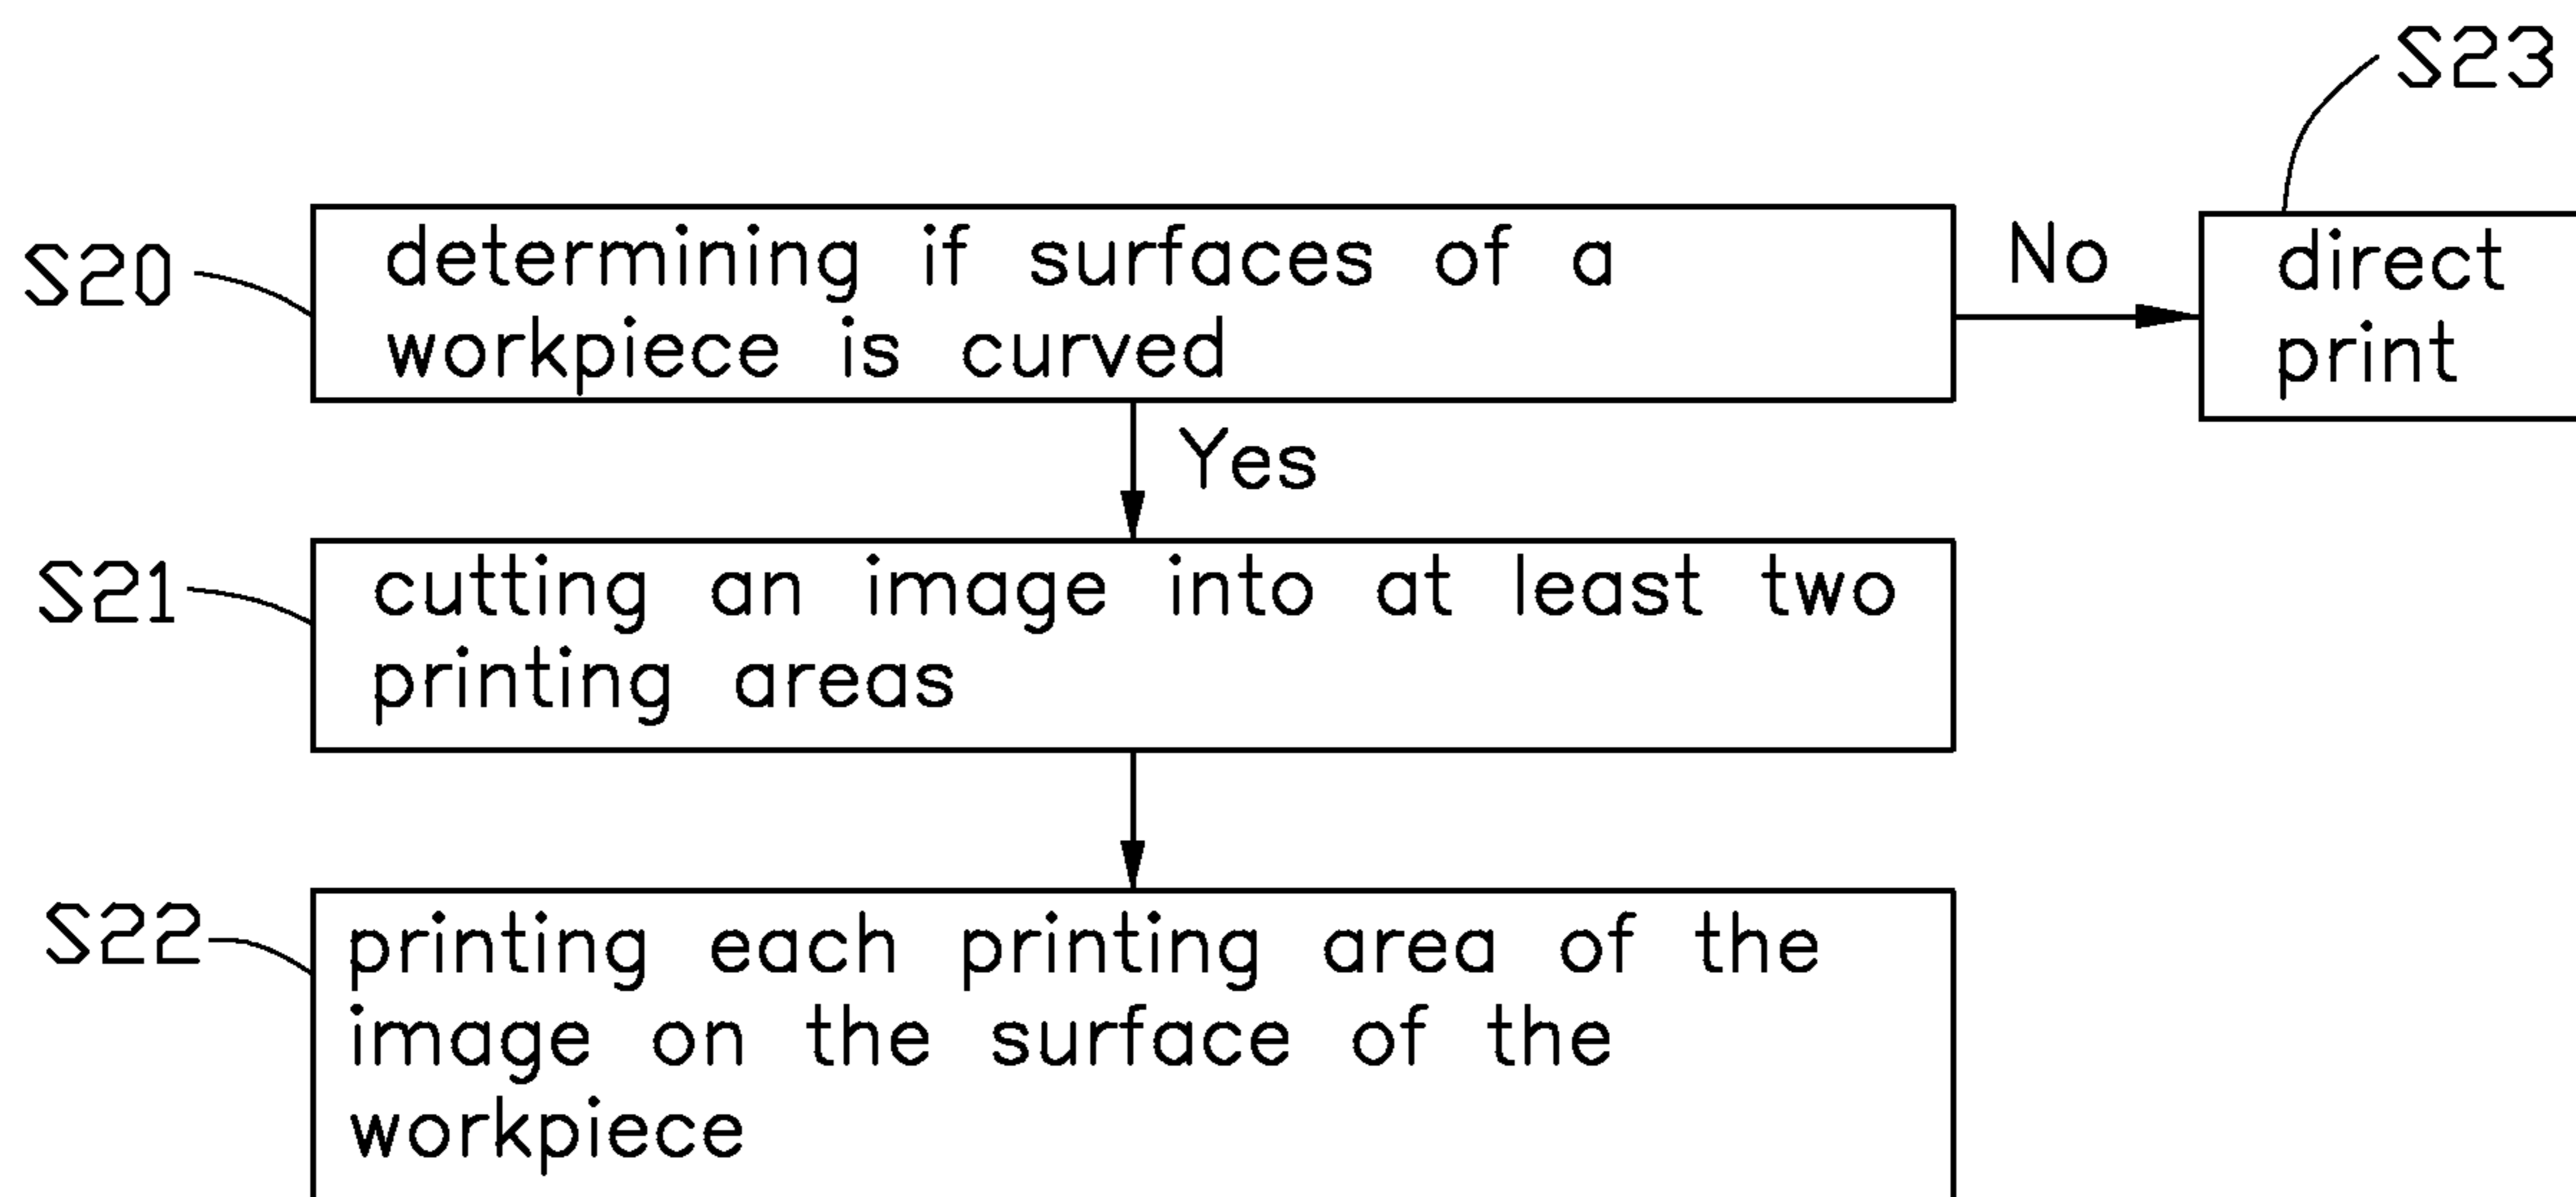 S23
S20
determining if surfaces of a
workpiece is curved
No
direct
print
Yes
S21
cutting an image into at least two
printing areas
S22
printing each printing area of the
image on the surface of the
workpiece